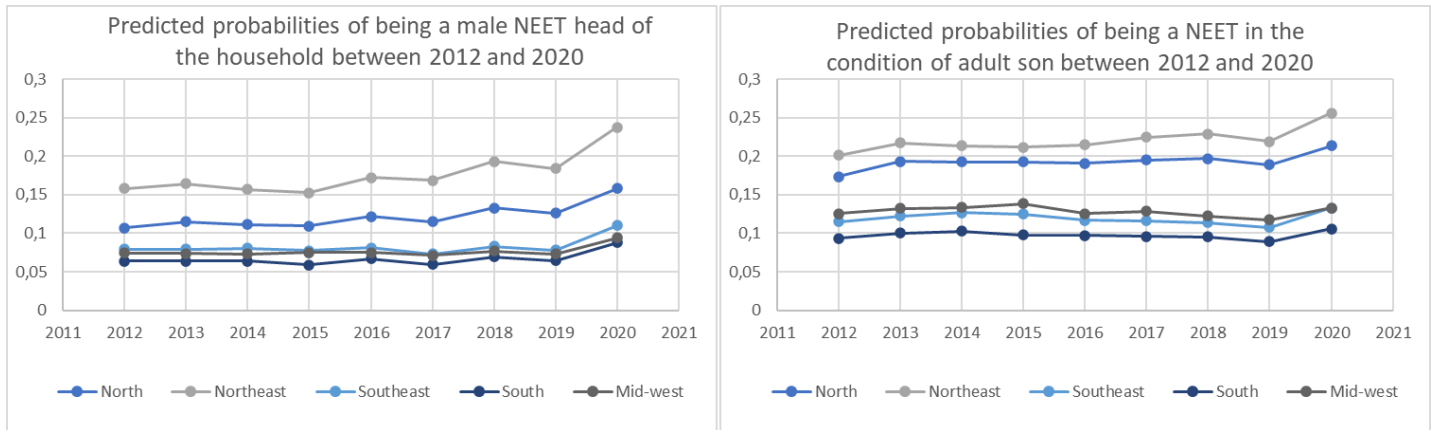 Predicted probabilities of being a male NEET head of
the household between 2012 and 2020
0,3
0,25
0,2
0,15
0,1
0,05
0
2011 2012 2013 2014 2015 2016 2017 2018 2019 2020 2021
North Northeast Southeast South Mid-west
Predicted probabilities of being a NEET in the
condition of adult son between 2012 and 2020
0,3
0,25
0,2
0,15
0,1
0,05
0
2011 2012 2013 2014 2015 2016 2017 2018 2019 2020 2021
North Northeast Southeast South Mid-west